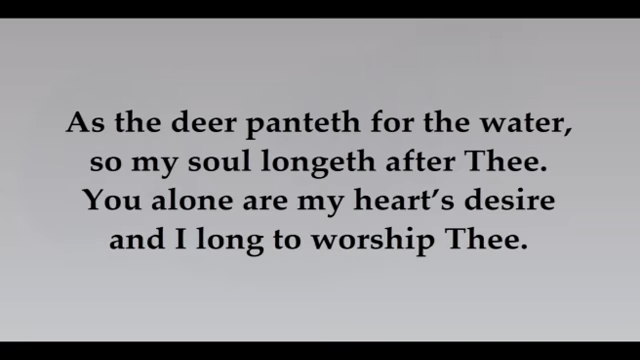 As the deer panteth for the water,
so my soul longeth after Thee.
You alone are my heart’s desire
and I long to worship Thee.